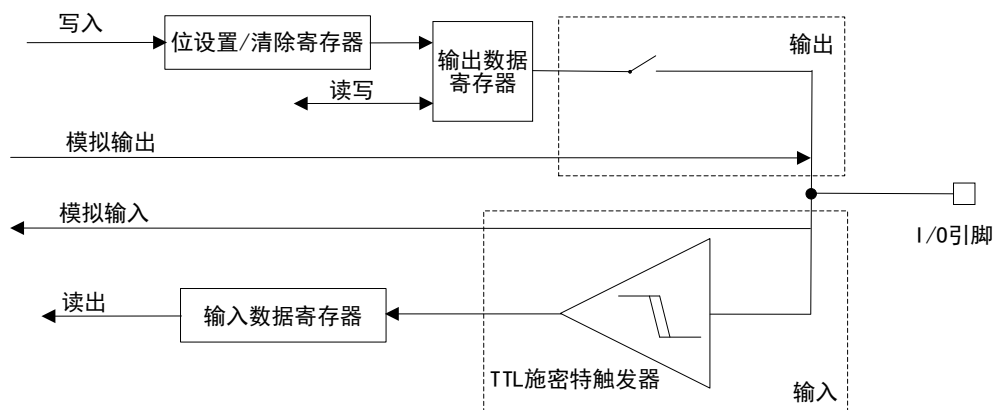 写入
位设置/清除寄存器
输出数据
寄存器
读写
输出
模拟输出
模拟输入
I/O引脚
读出
输入数据寄存器
TTL施密特触发器
输入